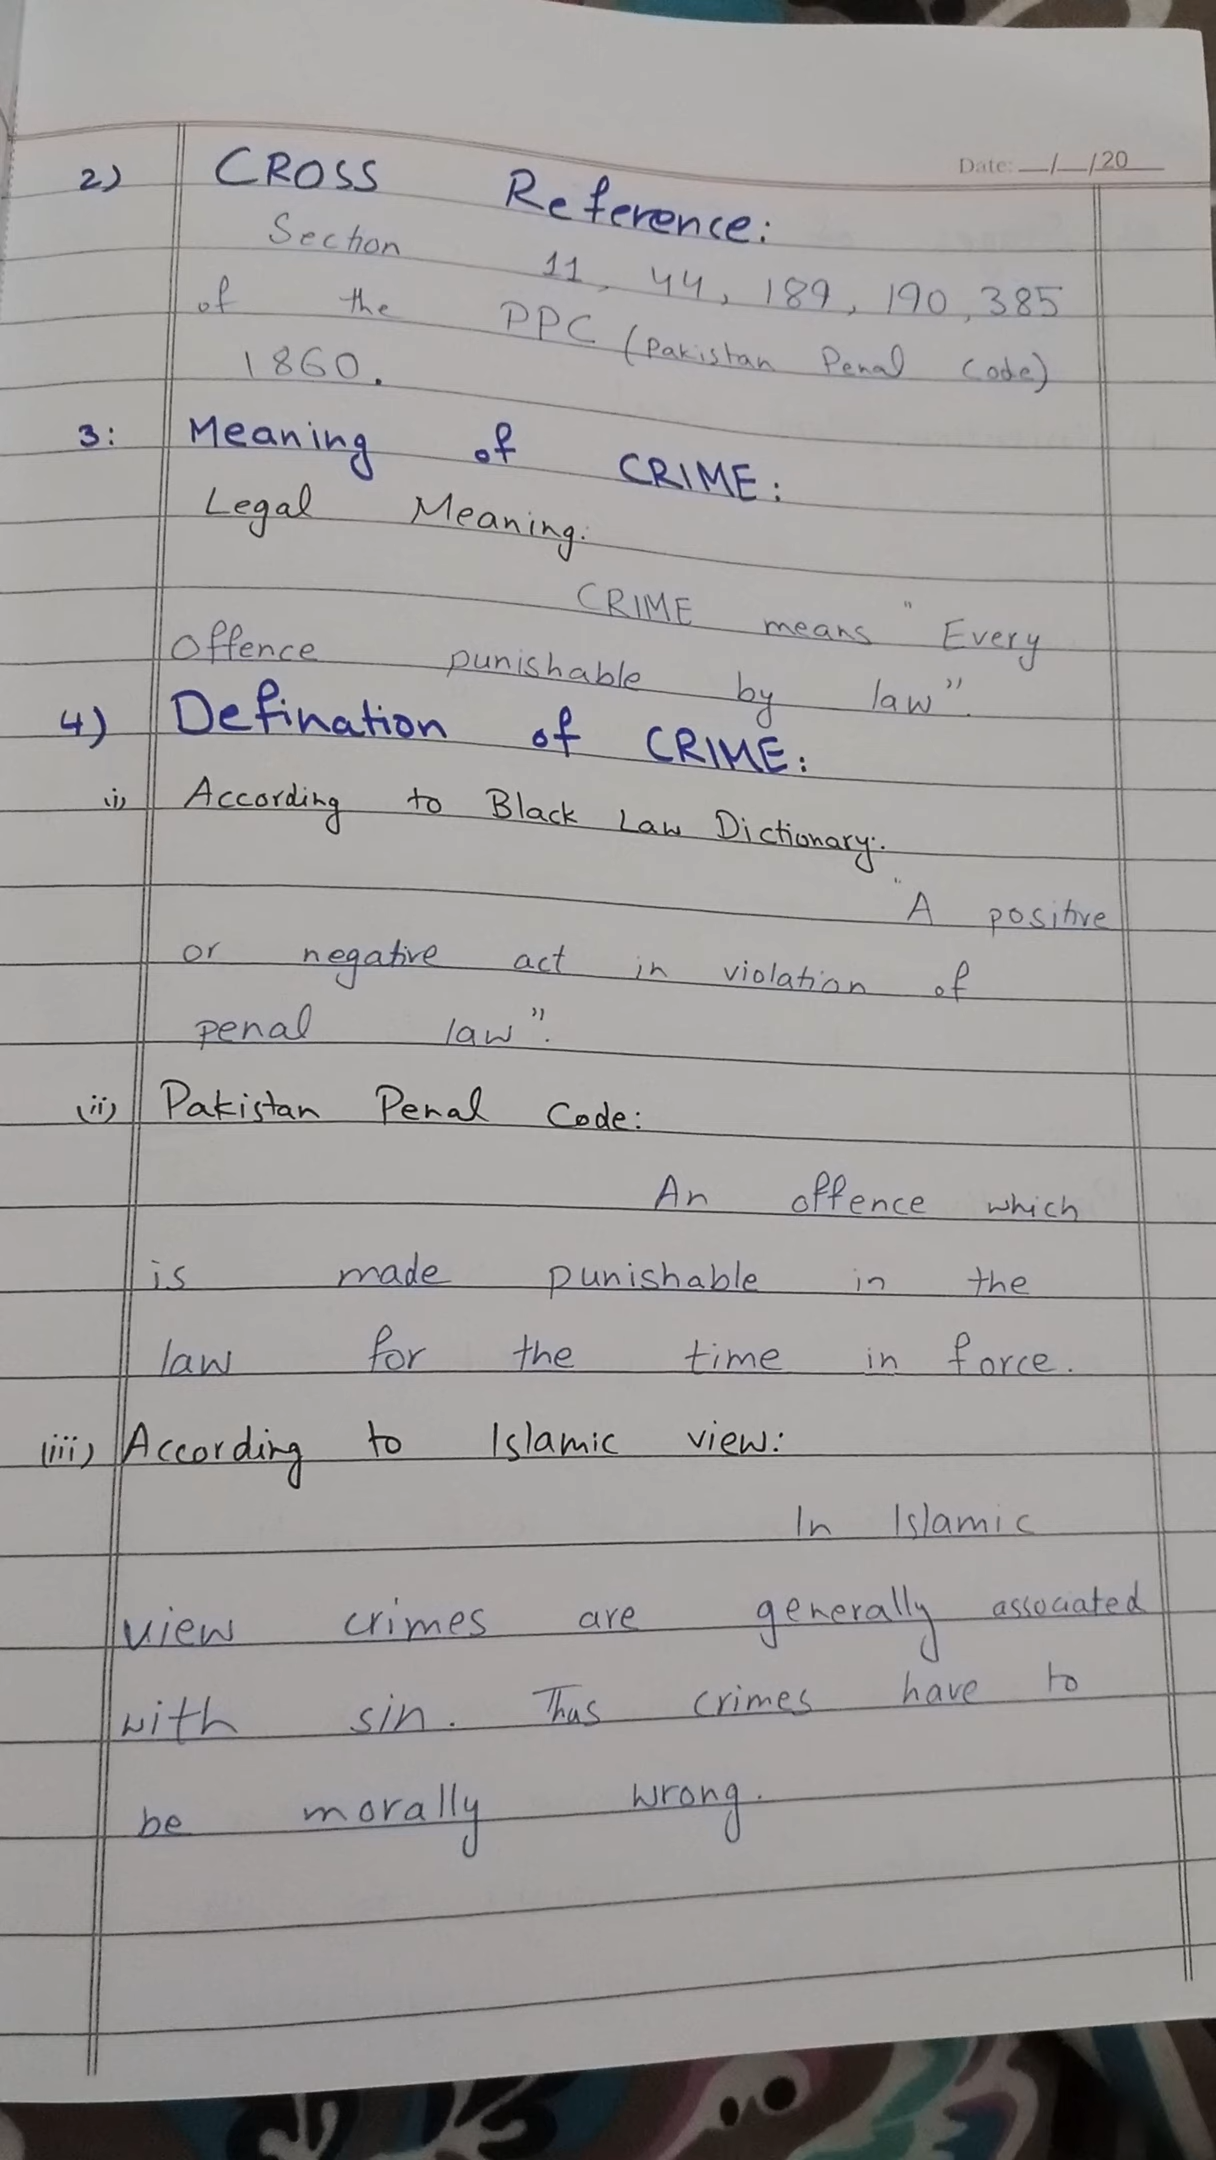 Date: __/__/20__
2) CROSS Reference:
Section 11, 44, 189, 190, 385
of the PPC (Pakistan Penal Code)
1860.
3: Meaning of CRIME:
Legal Meaning:
CRIME means "Every
offence punishable by law".
4) Defination of CRIME:
i) According to Black Law Dictionary:
"A positive
or negative act in violation of
penal law".
(ii) Pakistan Penal Code:
An offence which
is made punishable in the
law for the time in force.
(iii) According to Islamic view:
In Islamic
view crimes are generally associated
with sin. Thus crimes have to
be morally wrong.